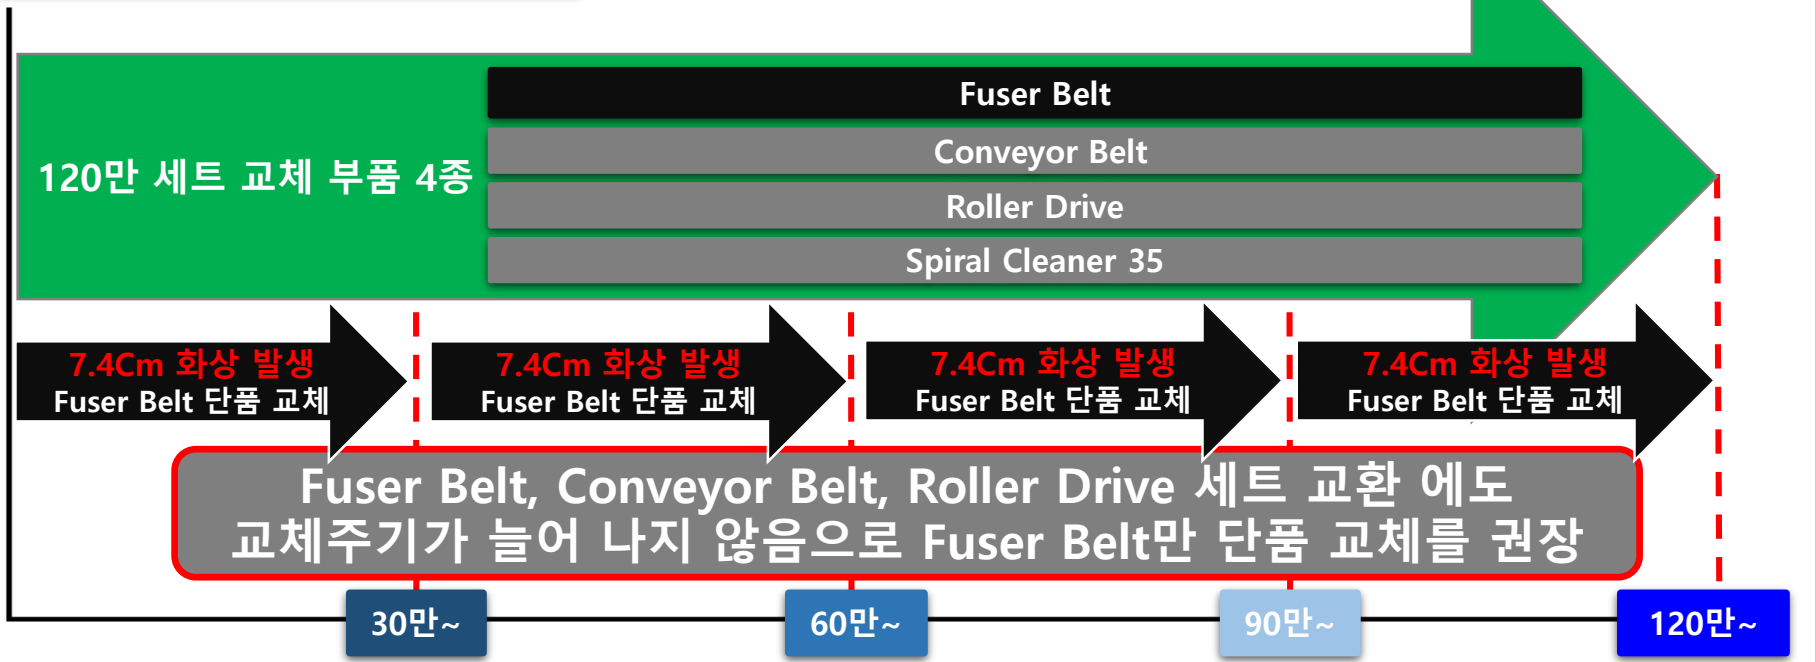 Fuser Belt
Conveyor Belt
120만 세트 교체 부품 4종
Roller Drive
Spiral Cleaner 35
7.4Cm 화상 발생
Fuser Belt 단품 교체
7.4Cm 화상 발생
Fuser Belt 단품 교체
7.4Cm 화상 발생
Fuser Belt 단품 교체
7.4Cm 화상 발생
Fuser Belt 단품 교체
Fuser Belt, Conveyor Belt, Roller Drive 세트 교환 에도
교체주기가 늘어 나지 않음으로 Fuser Belt만 단품 교체를 권장
30만~
60만~
90만~
120만~